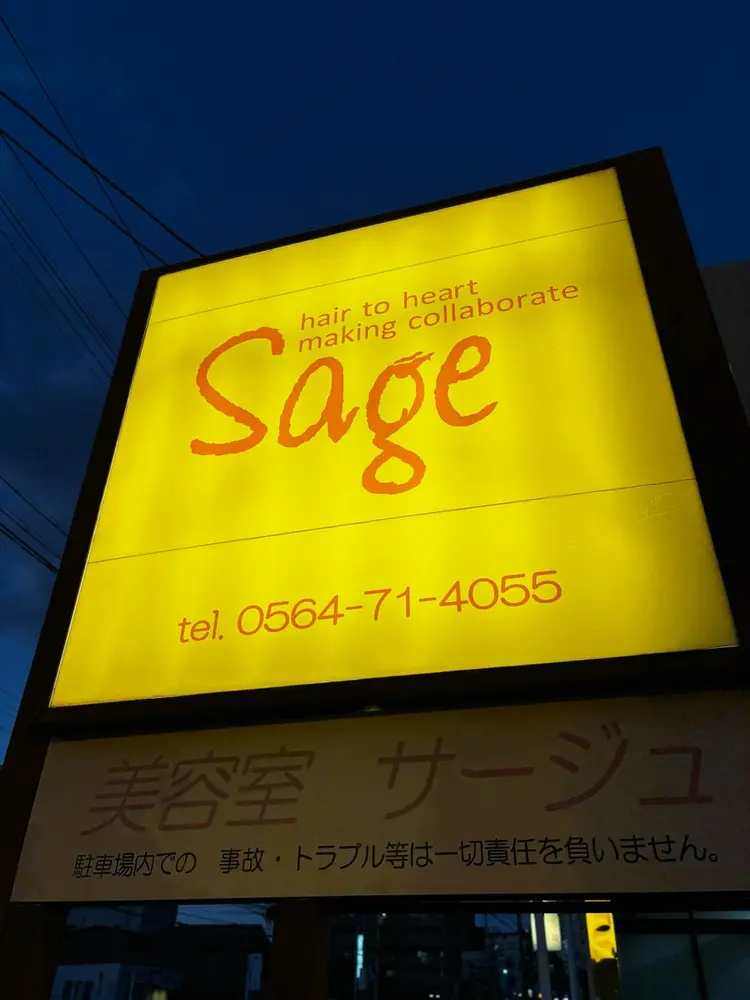 hair to heart
making collaborate
Sage
tel. 0564-71-4055
美容室 サージュ
駐車場内での 事故・トラブル等は一切責任を負いません。